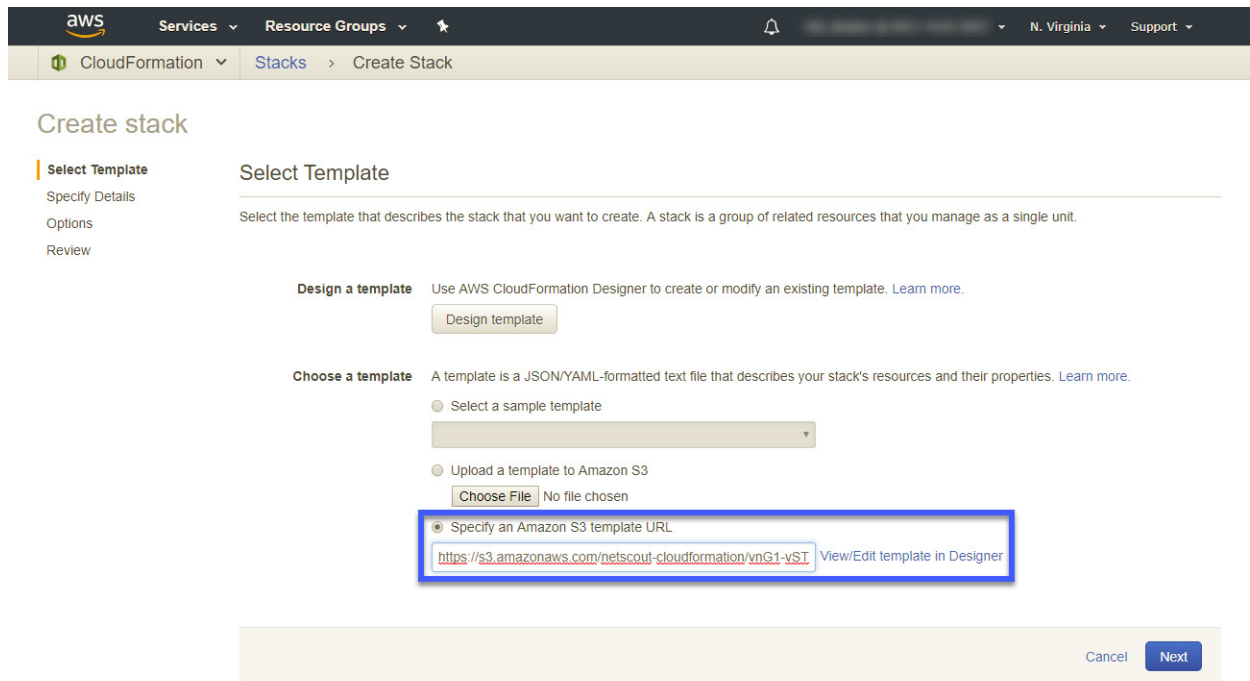 aws Services Resource Groups N. Virginia Support
CloudFormation Stacks > Create Stack
Create stack
Select Template
Specify Details
Options
Review
Select Template
Select the template that describes the stack that you want to create. A stack is a group of related resources that you manage as a single unit.
Design a template Use AWS CloudFormation Designer to create or modify an existing template. Learn more.
Design template
Choose a template A template is a JSON/YAML-formatted text file that describes your stack's resources and their properties. Learn more.
Select a sample template
Upload a template to Amazon S3
Choose File No file chosen
Specify an Amazon S3 template URL
https://s3.amazonaws.com/netscout-cloudformation/vnG1-vST View/Edit template in Designer
Cancel Next